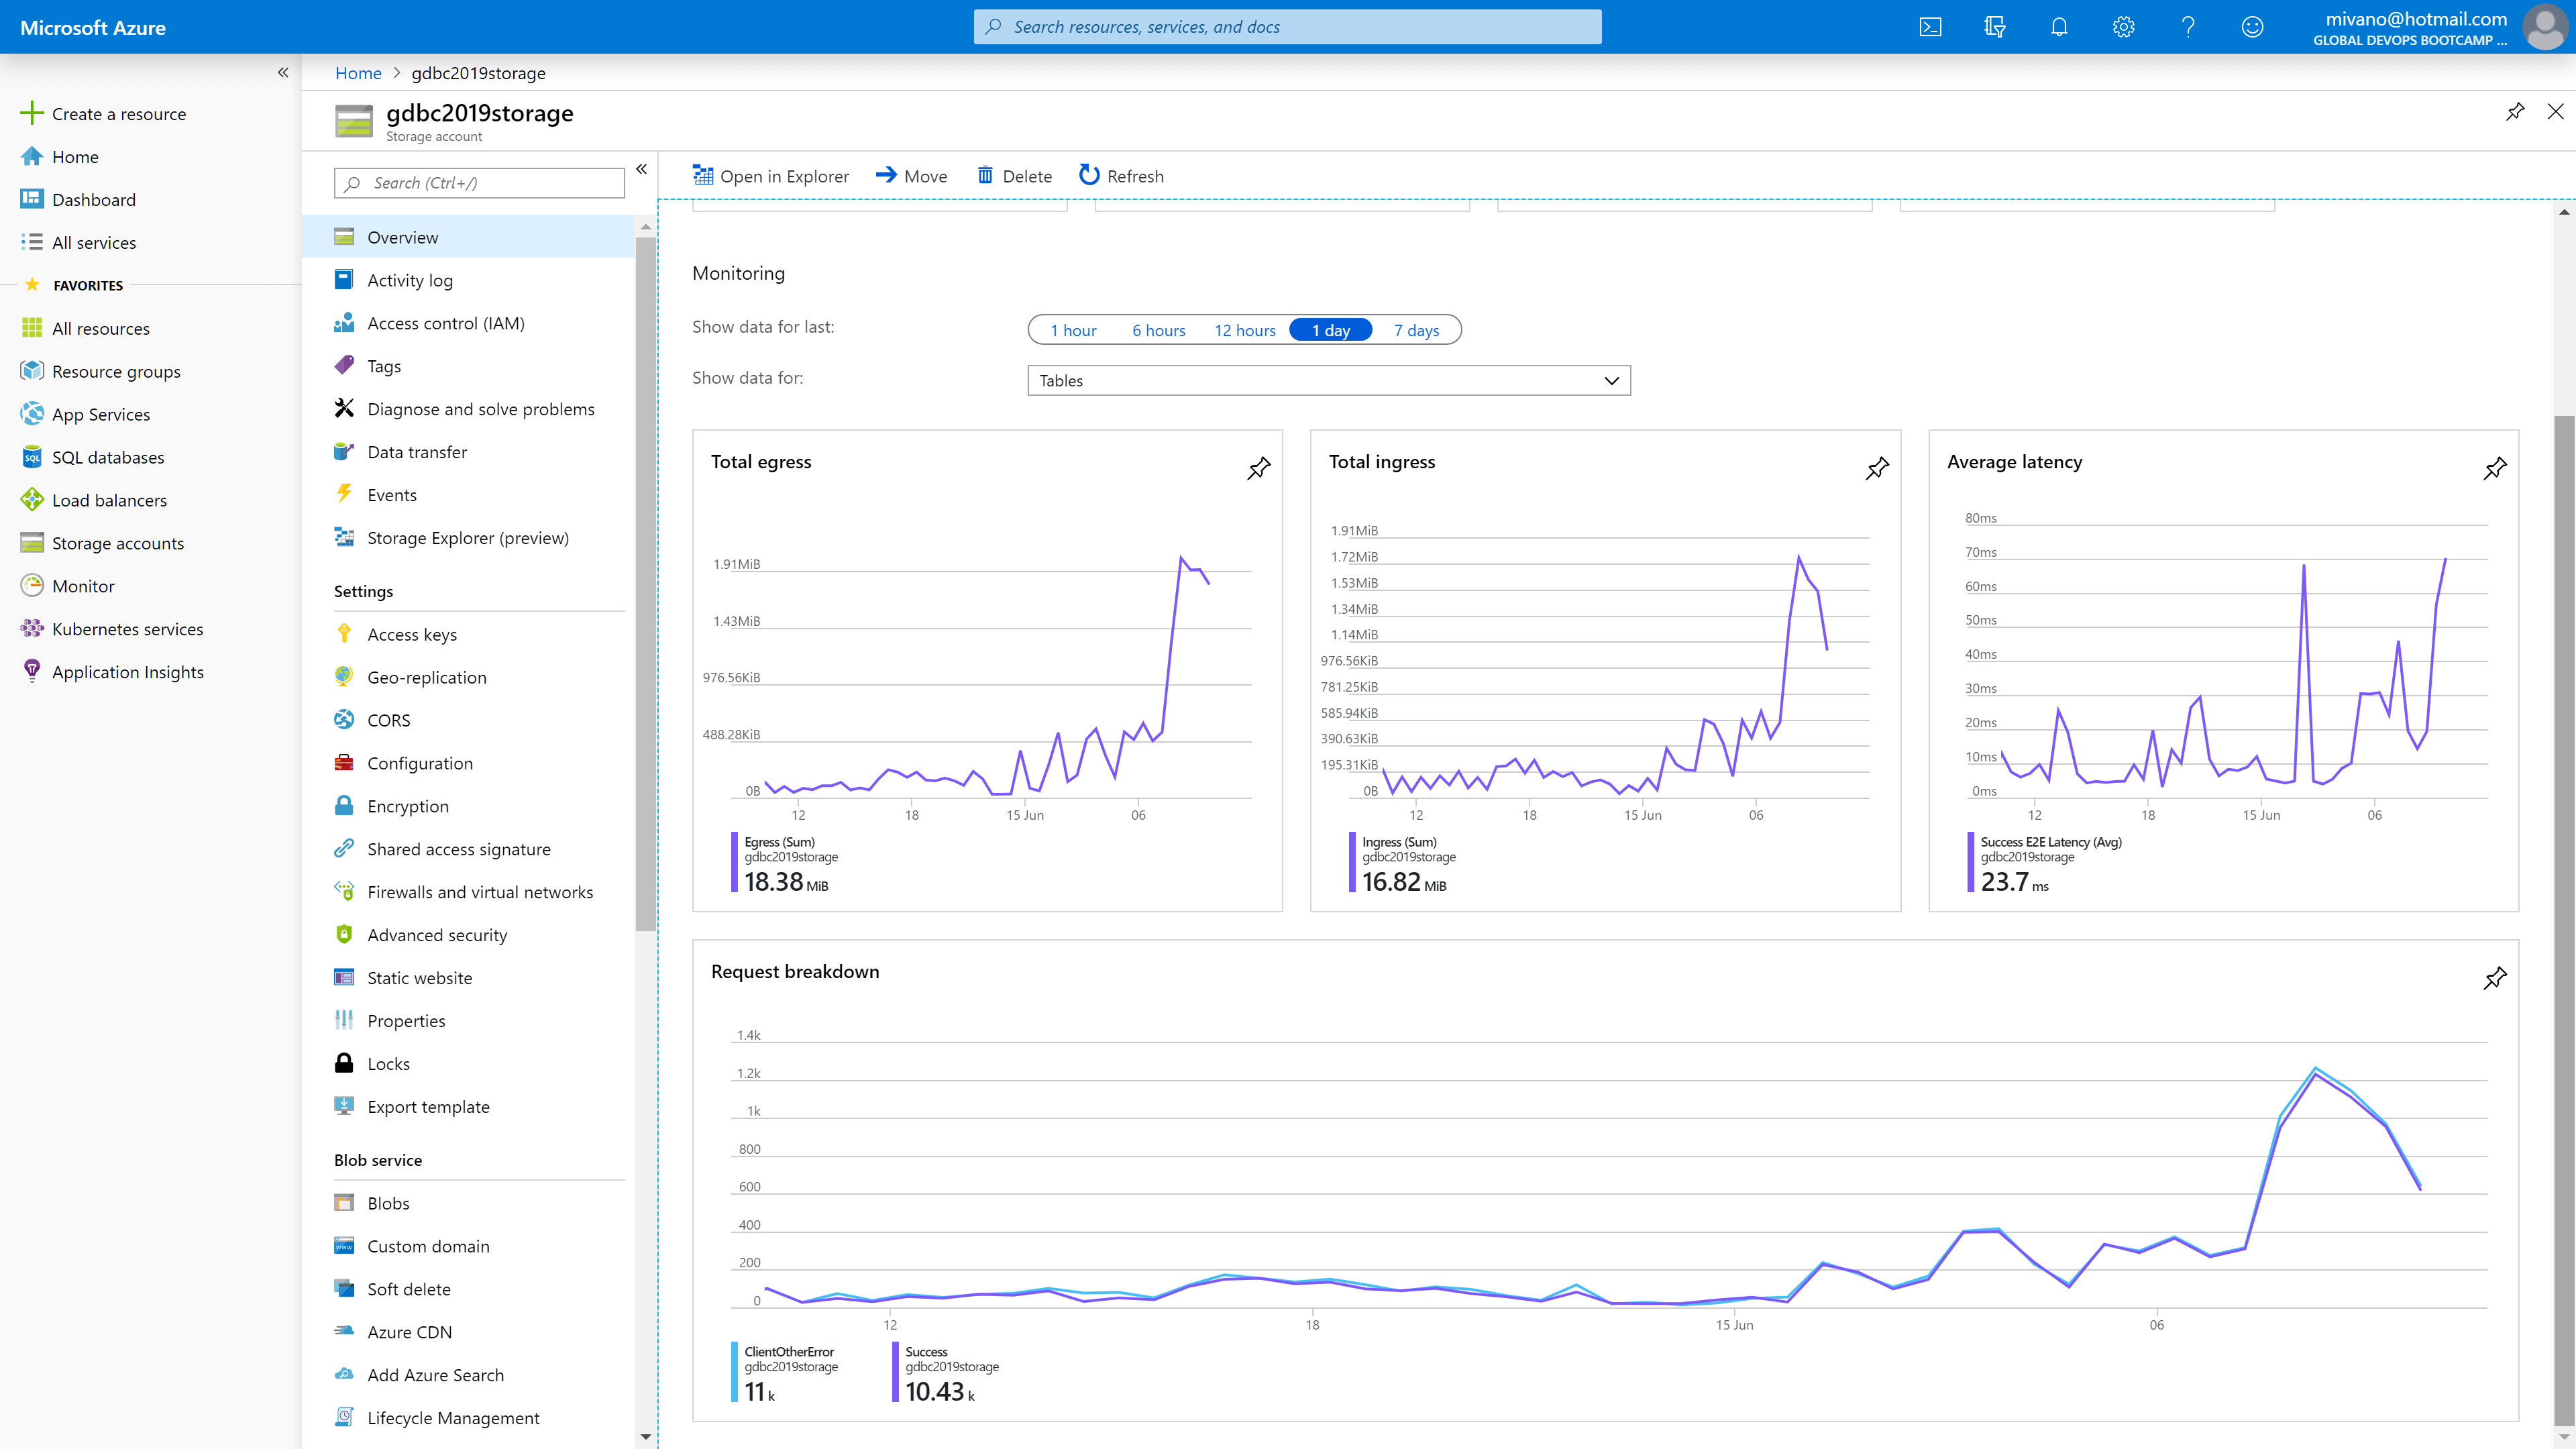 Microsoft Azure
Search resources, services, and docs
mivano@hotmail.com
GLOBAL DEVOPS BOOTCAMP ...
Create a resource
Home
Dashboard
All services
FAVORITES
All resources
Resource groups
App Services
SQL databases
Load balancers
Storage accounts
Monitor
Kubernetes services
Application Insights
Home > gdbc2019storage
gdbc2019storage
Storage account
Search (Ctrl+/)
Overview
Activity log
Access control (IAM)
Tags
Diagnose and solve problems
Data transfer
Events
Storage Explorer (preview)
Settings
Access keys
Geo-replication
CORS
Configuration
Encryption
Shared access signature
Firewalls and virtual networks
Advanced security
Static website
Properties
Locks
Export template
Blob service
Blobs
Custom domain
Soft delete
Azure CDN
Add Azure Search
Lifecycle Management
Open in Explorer Move Delete Refresh
Monitoring
Show data for last: 1 hour 6 hours 12 hours 1 day 7 days
Show data for: Tables
Total egress
1.91MiB
1.43MiB
976.56KiB
488.28KiB
0B
12 18 15 Jun 06
Egress (Sum)
gdbc2019storage
18.38 MiB
Total ingress
1.91MiB
1.72MiB
1.53MiB
1.34MiB
1.14MiB
976.56KiB
781.25KiB
585.94KiB
390.63KiB
195.31KiB
0B
12 18 15 Jun 06
Ingress (Sum)
gdbc2019storage
16.82 MiB
Average latency
80ms
70ms
60ms
50ms
40ms
30ms
20ms
10ms
0ms
12 18 15 Jun 06
Success E2E Latency (Avg)
gdbc2019storage
23.7 ms
Request breakdown
1.4k
1.2k
1k
800
600
400
200
0
12 18 15 Jun 06
ClientOtherError
gdbc2019storage
11 k
Success
gdbc2019storage
10.43 k